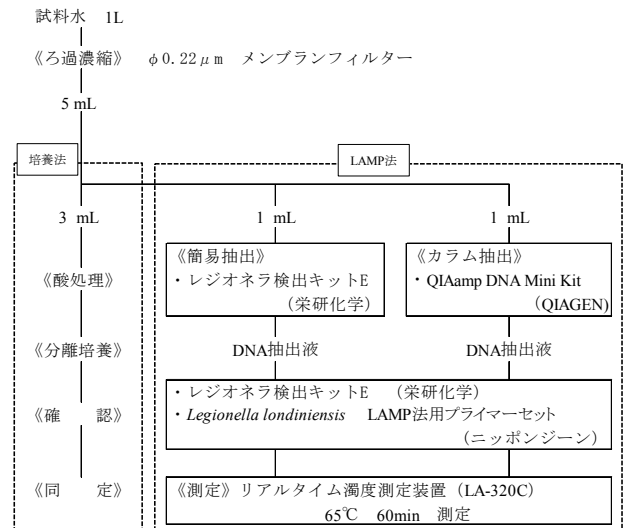 試料水 1L
《ろ過濃縮》 φ0.22μm メンブランフィルター
5 mL
培養法
LAMP法
3 mL
1 mL
1 mL
《簡易抽出》
・レジオネラ検出キットE
（栄研化学）
《カラム抽出》
・QIAamp DNA Mini Kit
（QIAGEN)
《酸処理》
《分離培養》
DNA抽出液
DNA抽出液
・レジオネラ検出キットE （栄研化学）
・Legionella londiniensis LAMP法用プライマーセット
（ニッポンジーン）
《確 認》
《同 定》
《測定》リアルタイム濁度測定装置（LA-320C）
65℃ 60min 測定